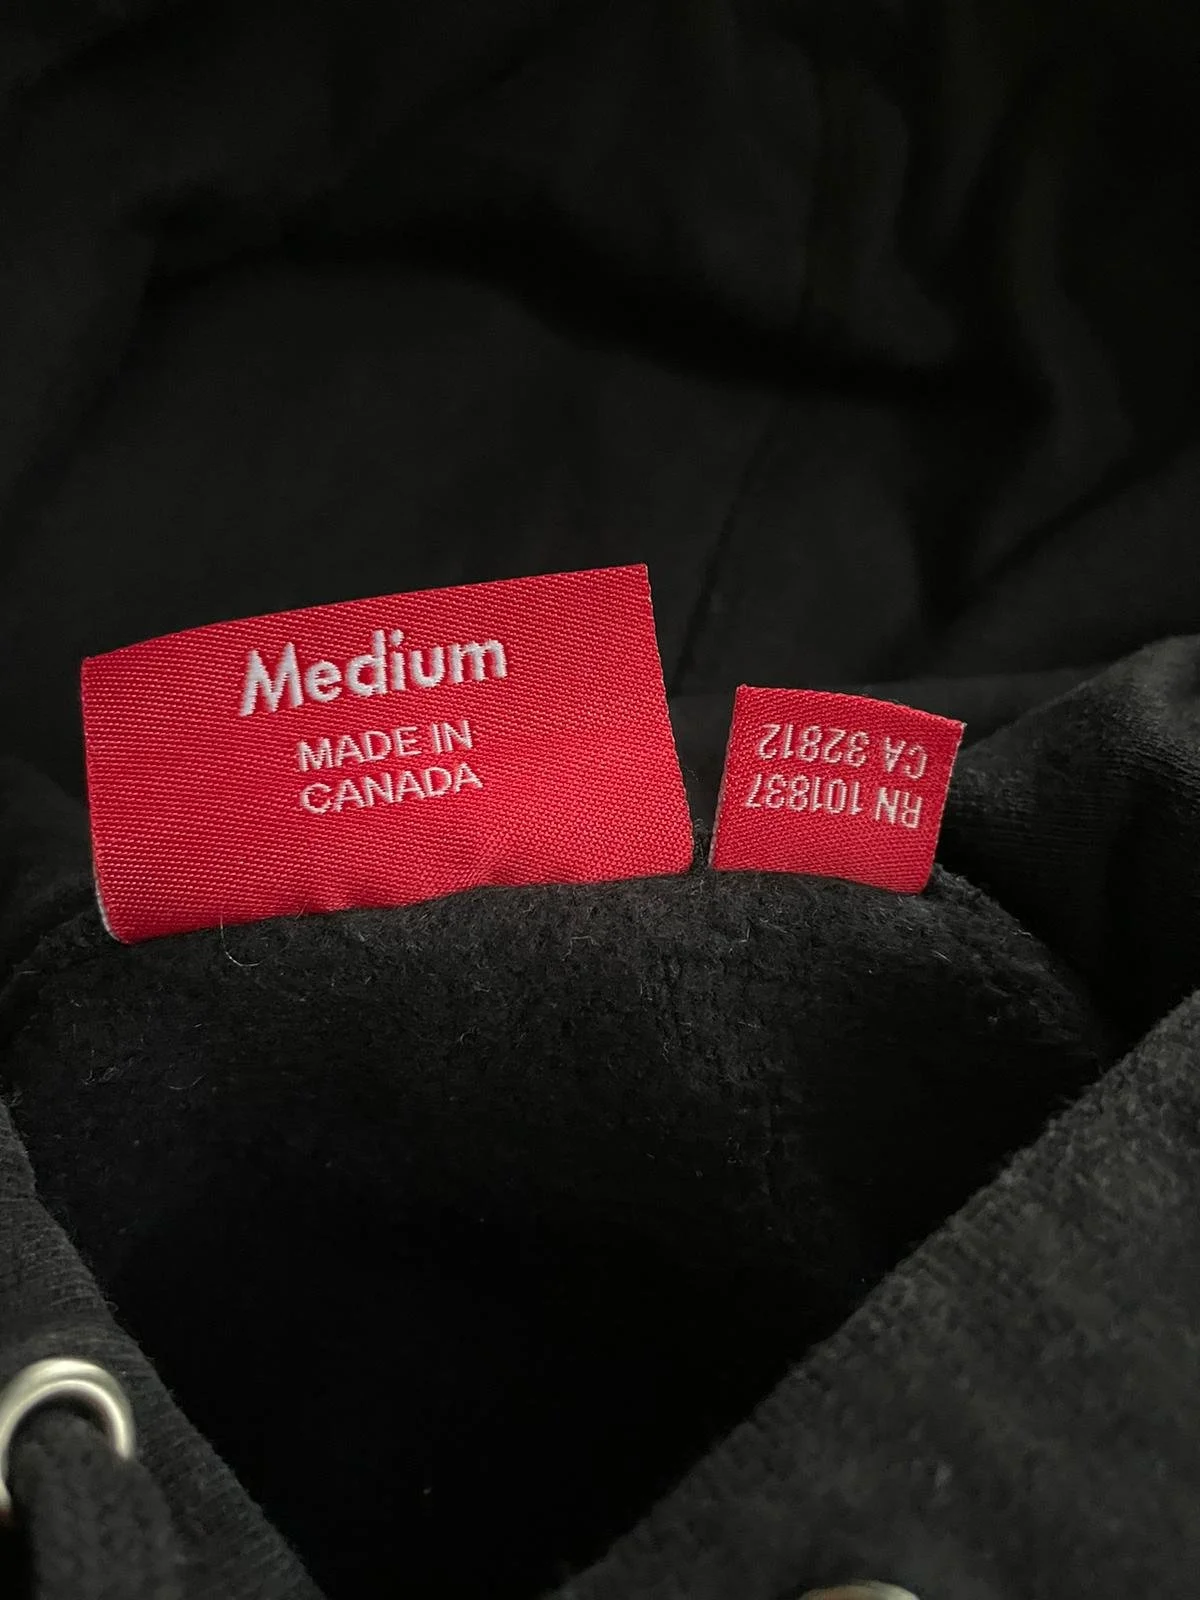 Medium
MADE IN
CANADA
RN 101837
CA 32812